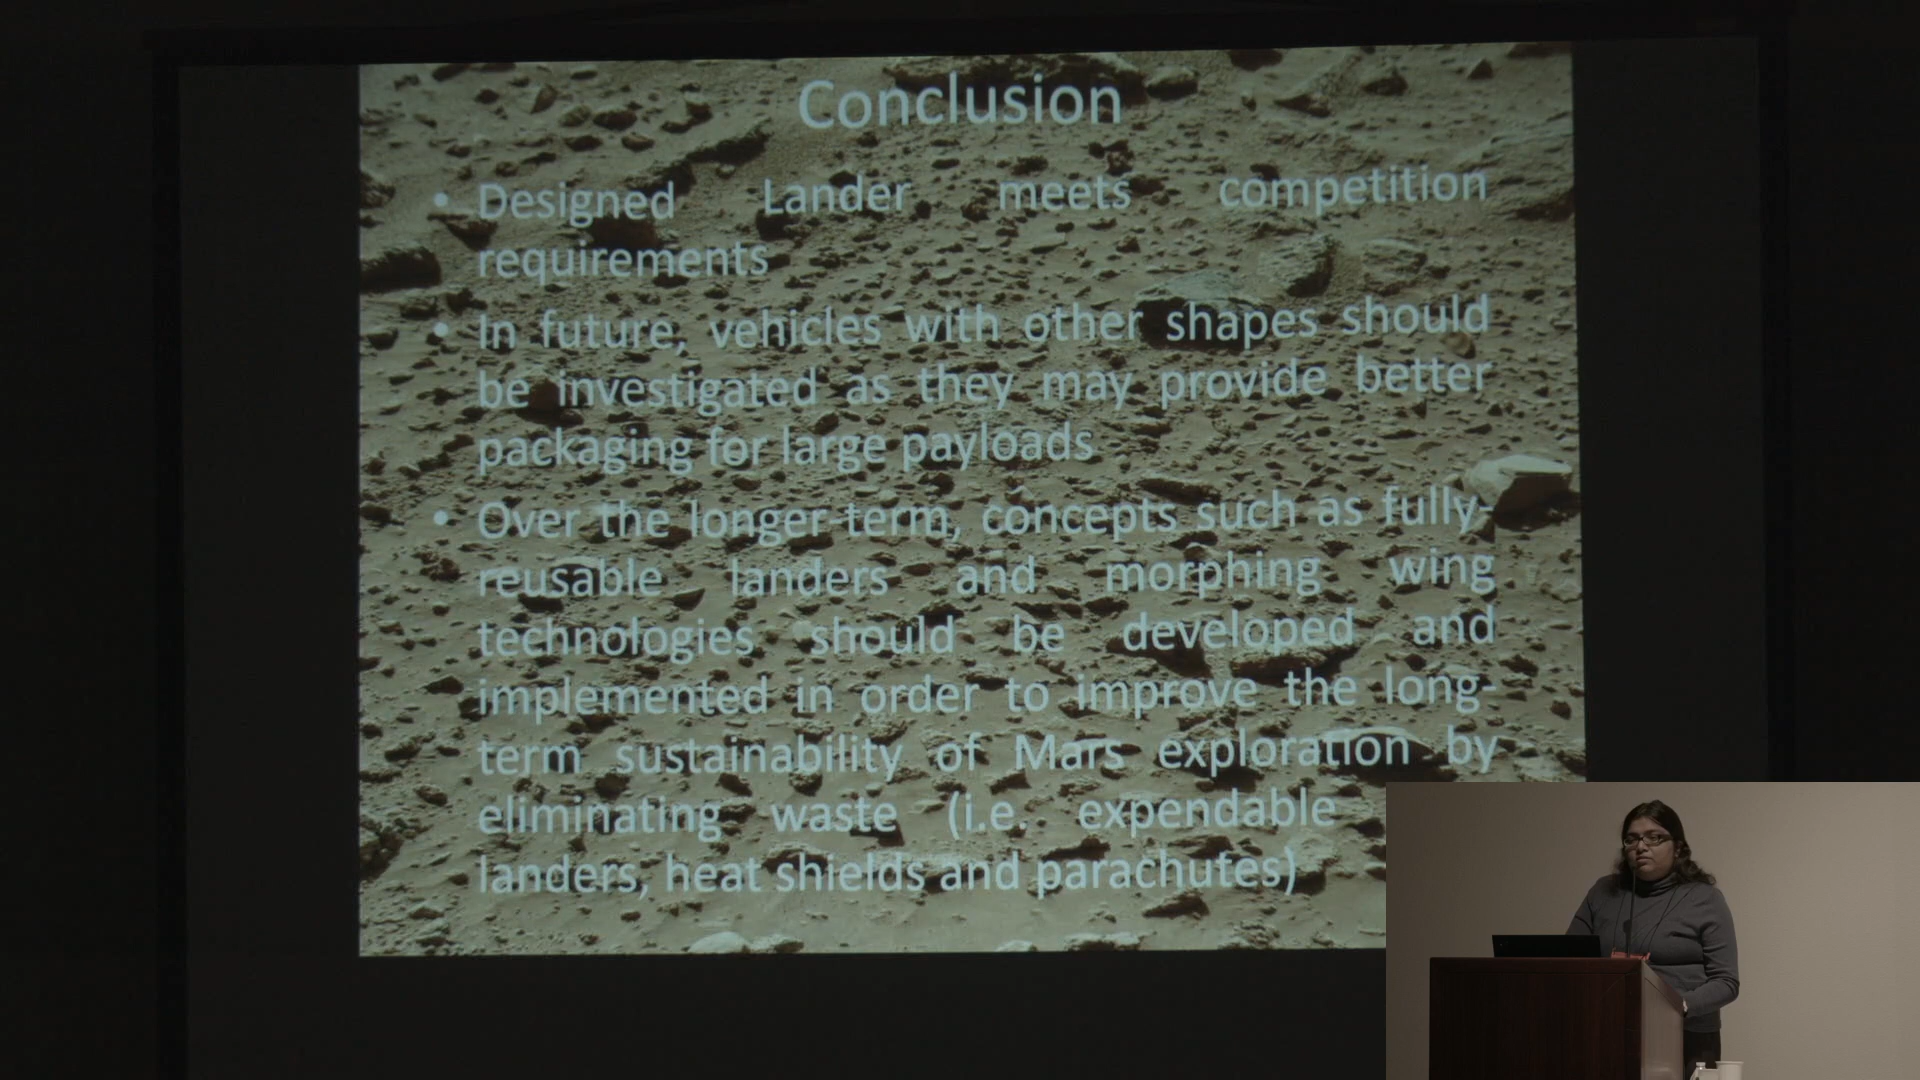 Conclusion
• Designed Lander meets competition
requirements
• In future, vehicles with other shapes should
be investigated as they may provide better
packaging for large payloads
• Over the longer-term, concepts such as fully-
reusable landers and morphing wing
technologies should be developed and
implemented in order to improve the long-
term sustainability of Mars exploration by
eliminating waste (i.e. expendable
landers, heat shields and parachutes)